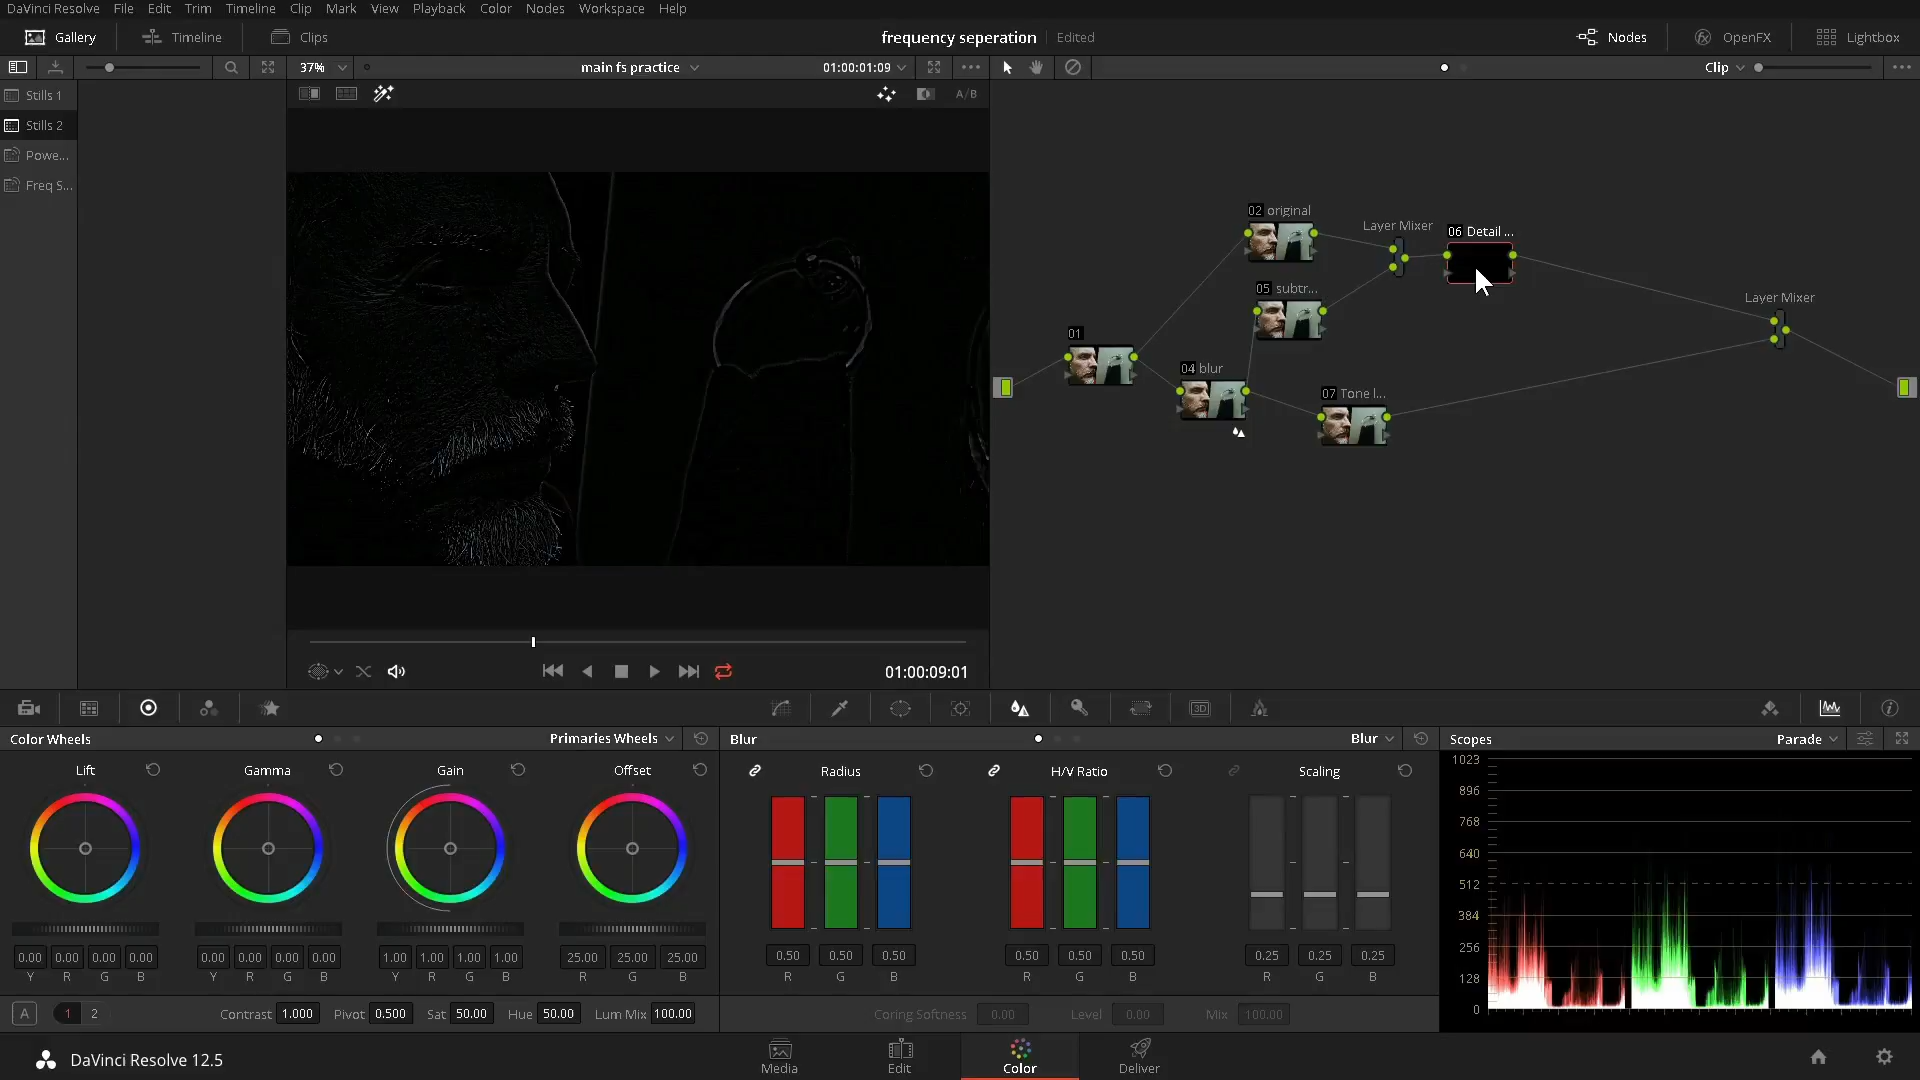 DaVinci Resolve File Edit Trim Timeline Clip Mark View Playback Color Nodes Workspace Help
Gallery Timeline Clips frequency seperation Edited Nodes OpenFX Lightbox
37% main fs practice 01:00:01:09 Clip
A/B
Stills 1
Stills 2
Powe...
Freq S...
02 original
Layer Mixer
06 Detail ...
05 subtr...
Layer Mixer
01
04 blur
07 Tone l...
01:00:09:01
3D
Color Wheels Primaries Wheels Blur Blur Scopes Parade
Lift Gamma Gain Offset Radius H/V Ratio Scaling
1023
896
768
640
512
384
256
128
0
0.00 0.00 0.00 0.00 0.00 0.00 0.00 0.00 1.00 1.00 1.00 1.00 25.00 25.00 25.00 0.50 0.50 0.50 0.50 0.50 0.50 0.25 0.25 0.25
Y R G B Y R G B Y R G B R G B R G B R G B R G B
A 1 2 Contrast 1.000 Pivot 0.500 Sat 50.00 Hue 50.00 Lum Mix 100.00 Coring Softness 0.00 Level 0.00 Mix 100.00
DaVinci Resolve 12.5 Media Edit Color Deliver